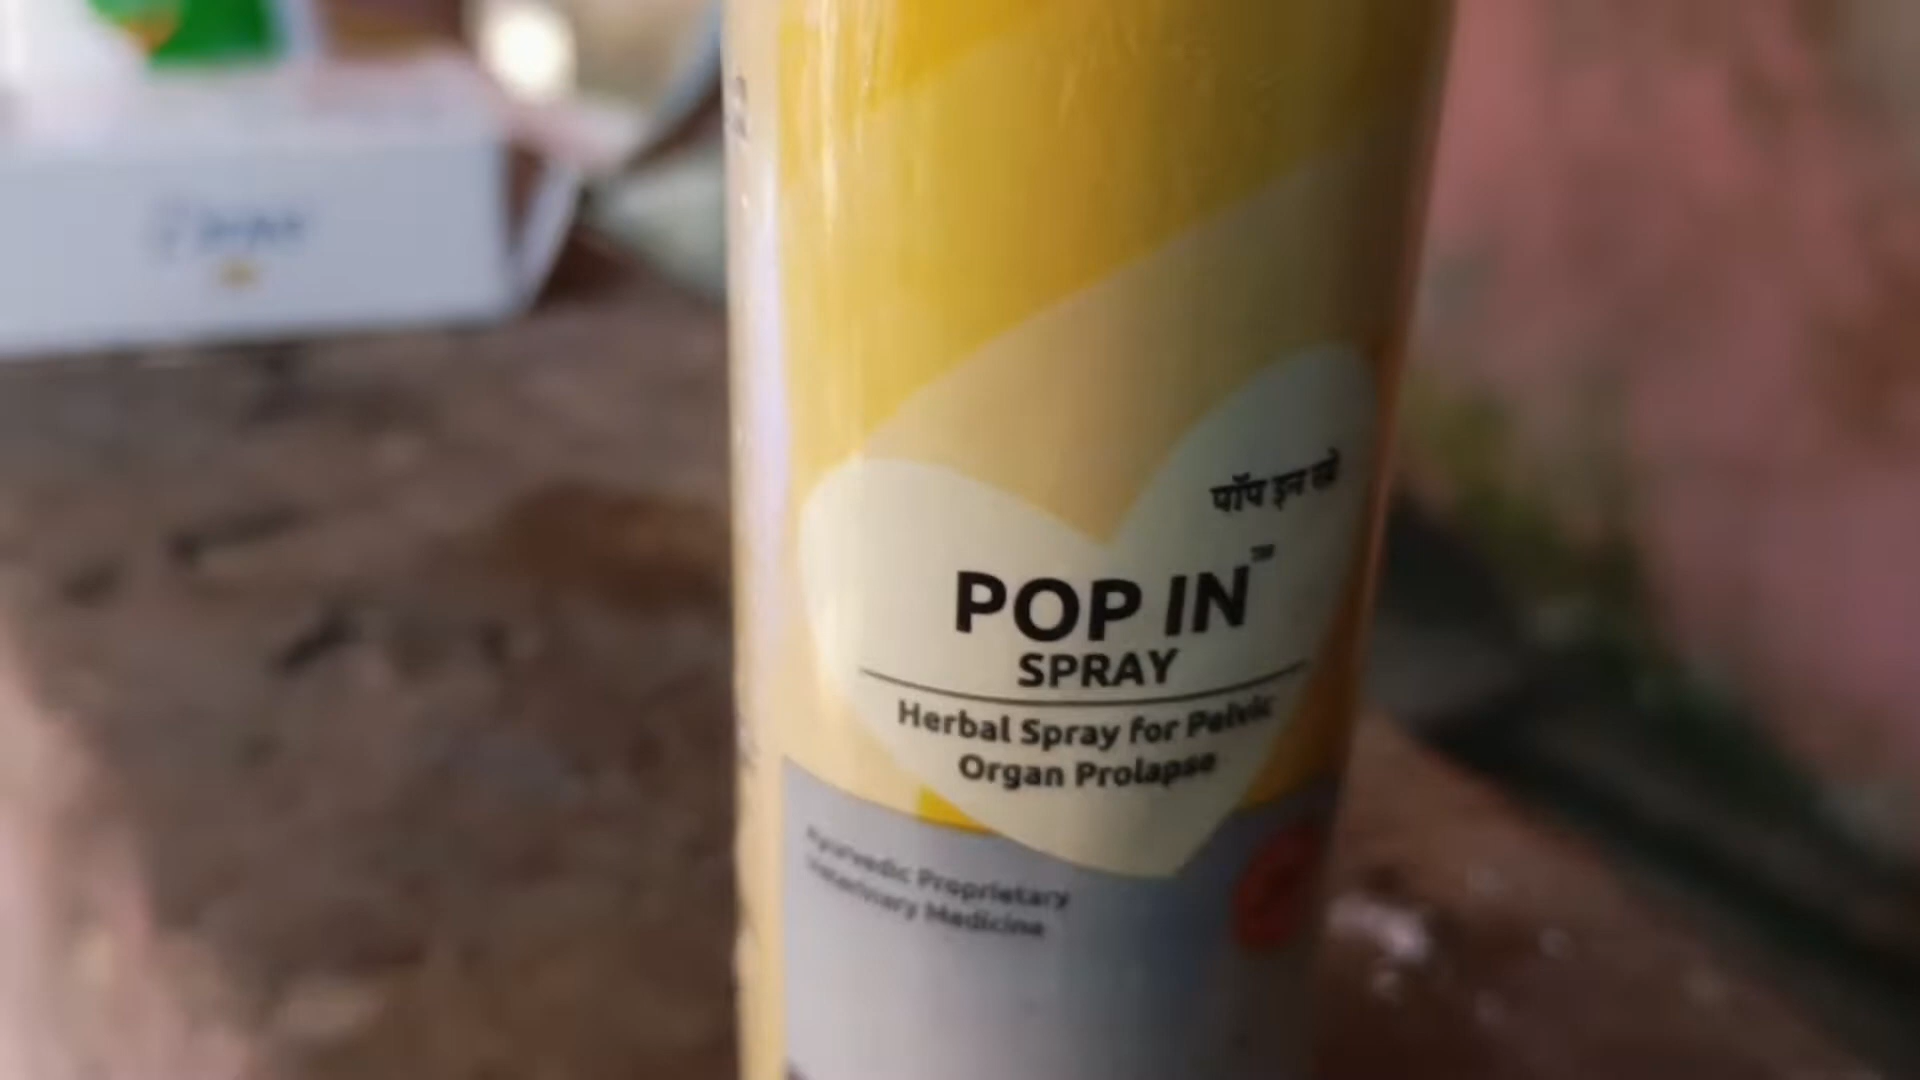 पॉप इन स्प्रे
POP IN™
SPRAY
Herbal Spray for Pelvic
Organ Prolapse
Ayurvedic Proprietary
Veterinary Medicine